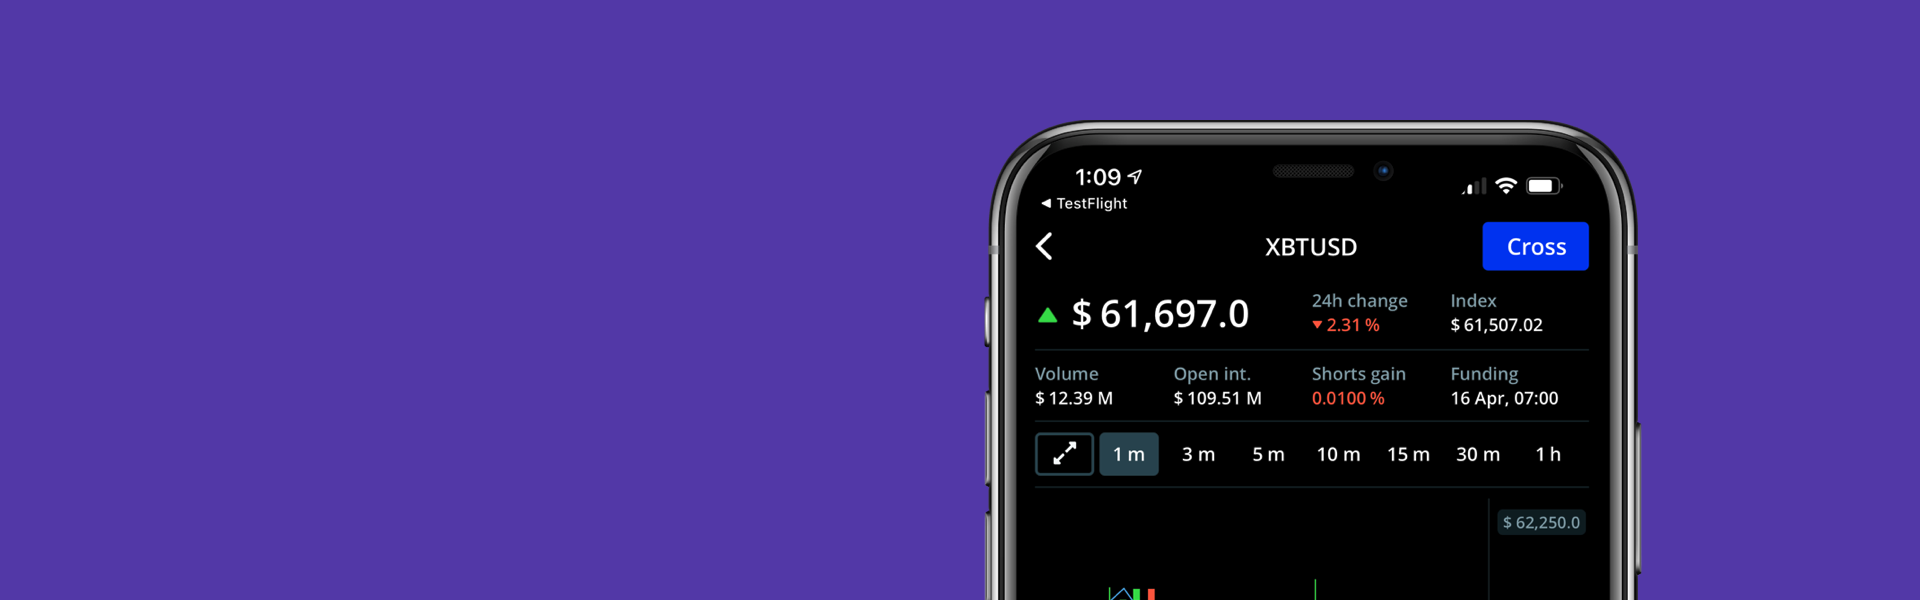 1:09
◀ TestFlight
XBTUSD
Cross
▲ $ 61,697.0
24h change
▼ 2.31 %
Index
$ 61,507.02
Volume
$ 12.39 M
Open int.
$ 109.51 M
Shorts gain
0.0100 %
Funding
16 Apr, 07:00
1 m 3 m 5 m 10 m 15 m 30 m 1 h
$ 62,250.0